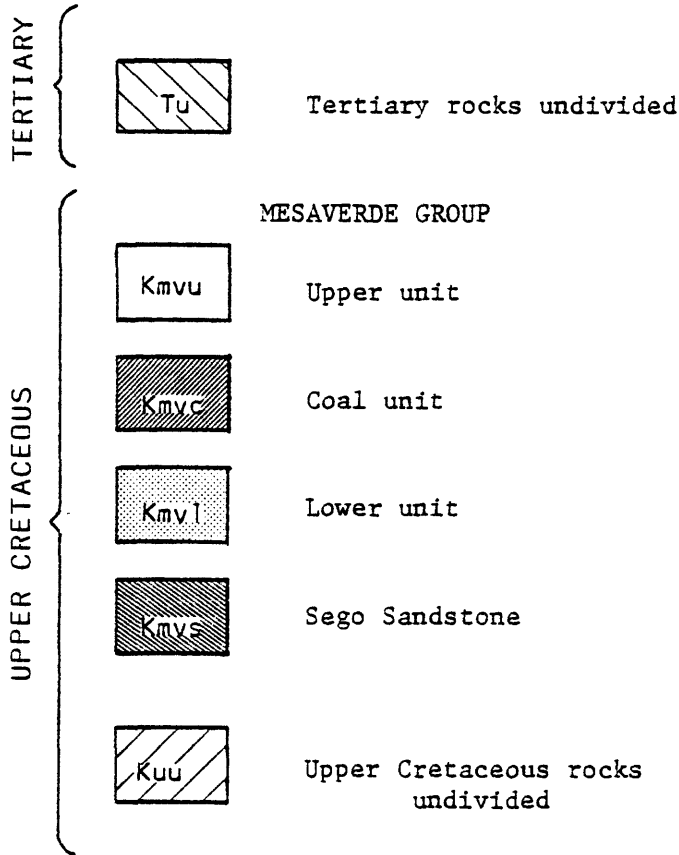 TERTIARY
Tu
Tertiary rocks undivided
UPPER CRETACEOUS
MESAVERDE GROUP
Kmvu
Upper unit
Kmvc
Coal unit
Kmvl
Lower unit
Kmvs
Sego Sandstone
Kuu
Upper Cretaceous rocks
undivided